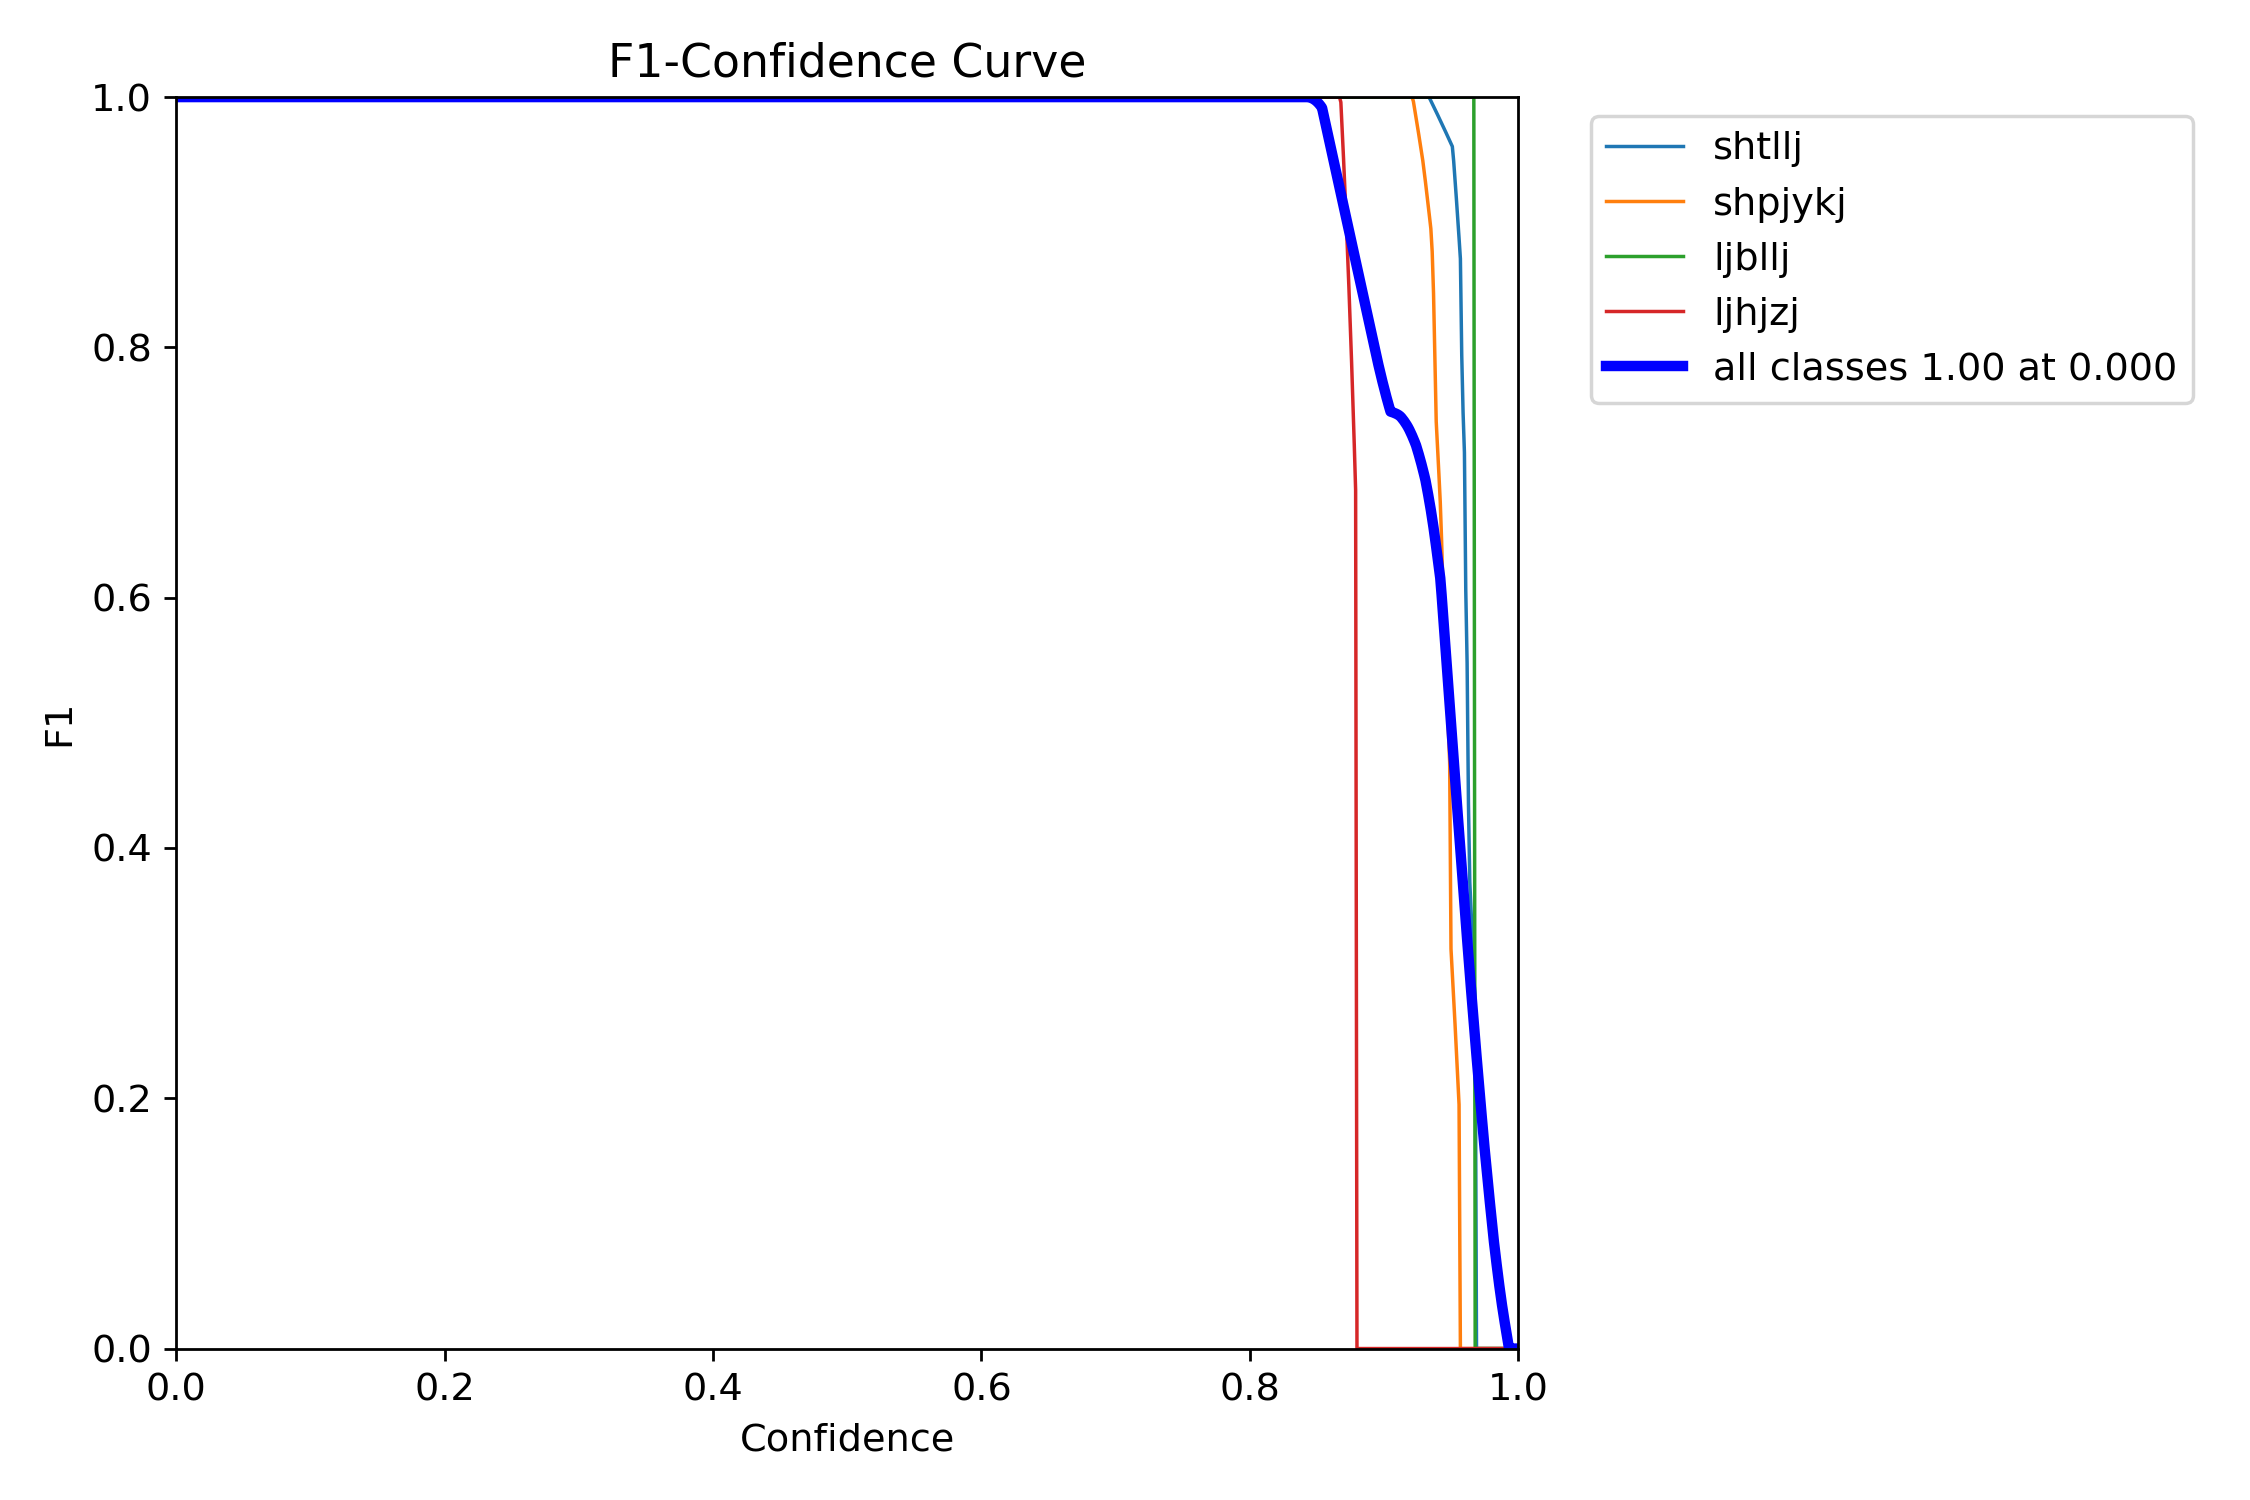 F1-Confidence Curve
1.0
0.8
0.6
0.4
0.2
0.0
F1
0.0 0.2 0.4 0.6 0.8 1.0
Confidence
shtllj
shpjykj
ljbllj
ljhjzj
all classes 1.00 at 0.000